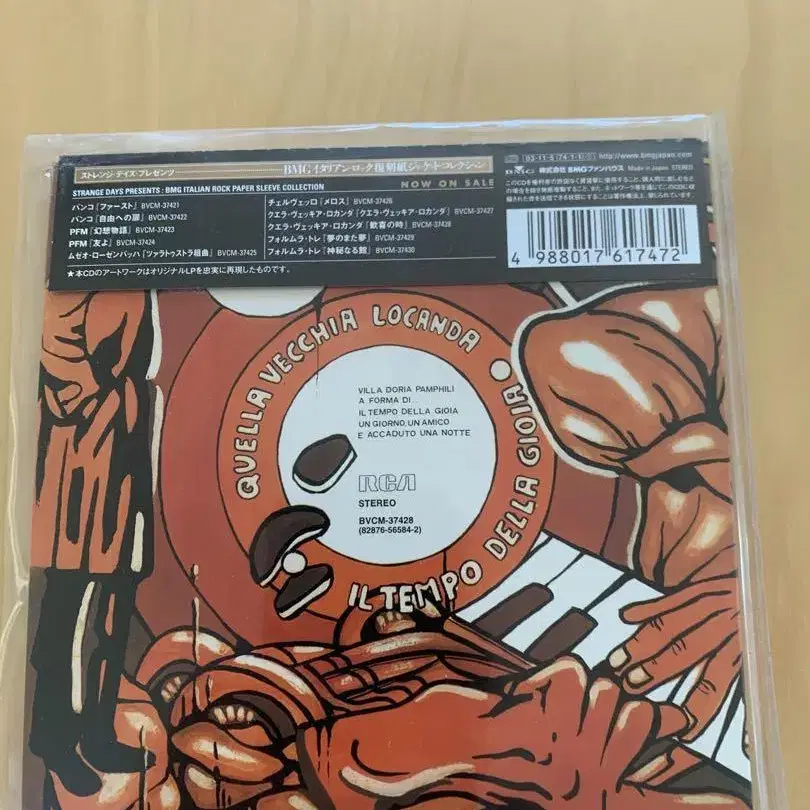 ストレンジ・デイズ・プレゼンツ
BMGイタリアンロック復刻紙ジャケットコレクション
STRANGE DAYS PRESENTS : BMG ITALIAN ROCK PAPER SLEEVE COLLECTION
NOW ON SALE
バンコ「ファースト」 BVCM-37421
バンコ「自由への扉」 BVCM-37422
PFM「幻想物語」 BVCM-37423
PFM「友よ」 BVCM-37424
ムゼオ・ローゼンバッハ「ツァラトゥストラ組曲」 BVCM-37425
チェルヴェッロ「メロス」 BVCM-37426
クエラ・ヴェッキア・ロカンダ「クエラ・ヴェッキア・ロカンダ」 BVCM-37427
クエラ・ヴェッキア・ロカンダ「歓喜の時」 BVCM-37428
フォルムラ・トレ「夢のまた夢」 BVCM-37429
フォルムラ・トレ「神秘なる館」 BVCM-37430
★本CDのアートワークはオリジナルLPを忠実に再現したものです。
03-11-5 (74-1-1) http://www.bmgjapan.com
株式会社BMGファンハウス Made in Japan STEREO
4 988017 617472
QUELLA VECCHIA LOCANDA
IL TEMPO DELLA GIOIA
VILLA DORIA PAMPHILI
A FORMA DI...
IL TEMPO DELLA GIOIA
UN GIORNO, UN AMICO
E ACCADUTO UNA NOTTE
RCA
STEREO
BVCM-37428
(82876-56584-2)